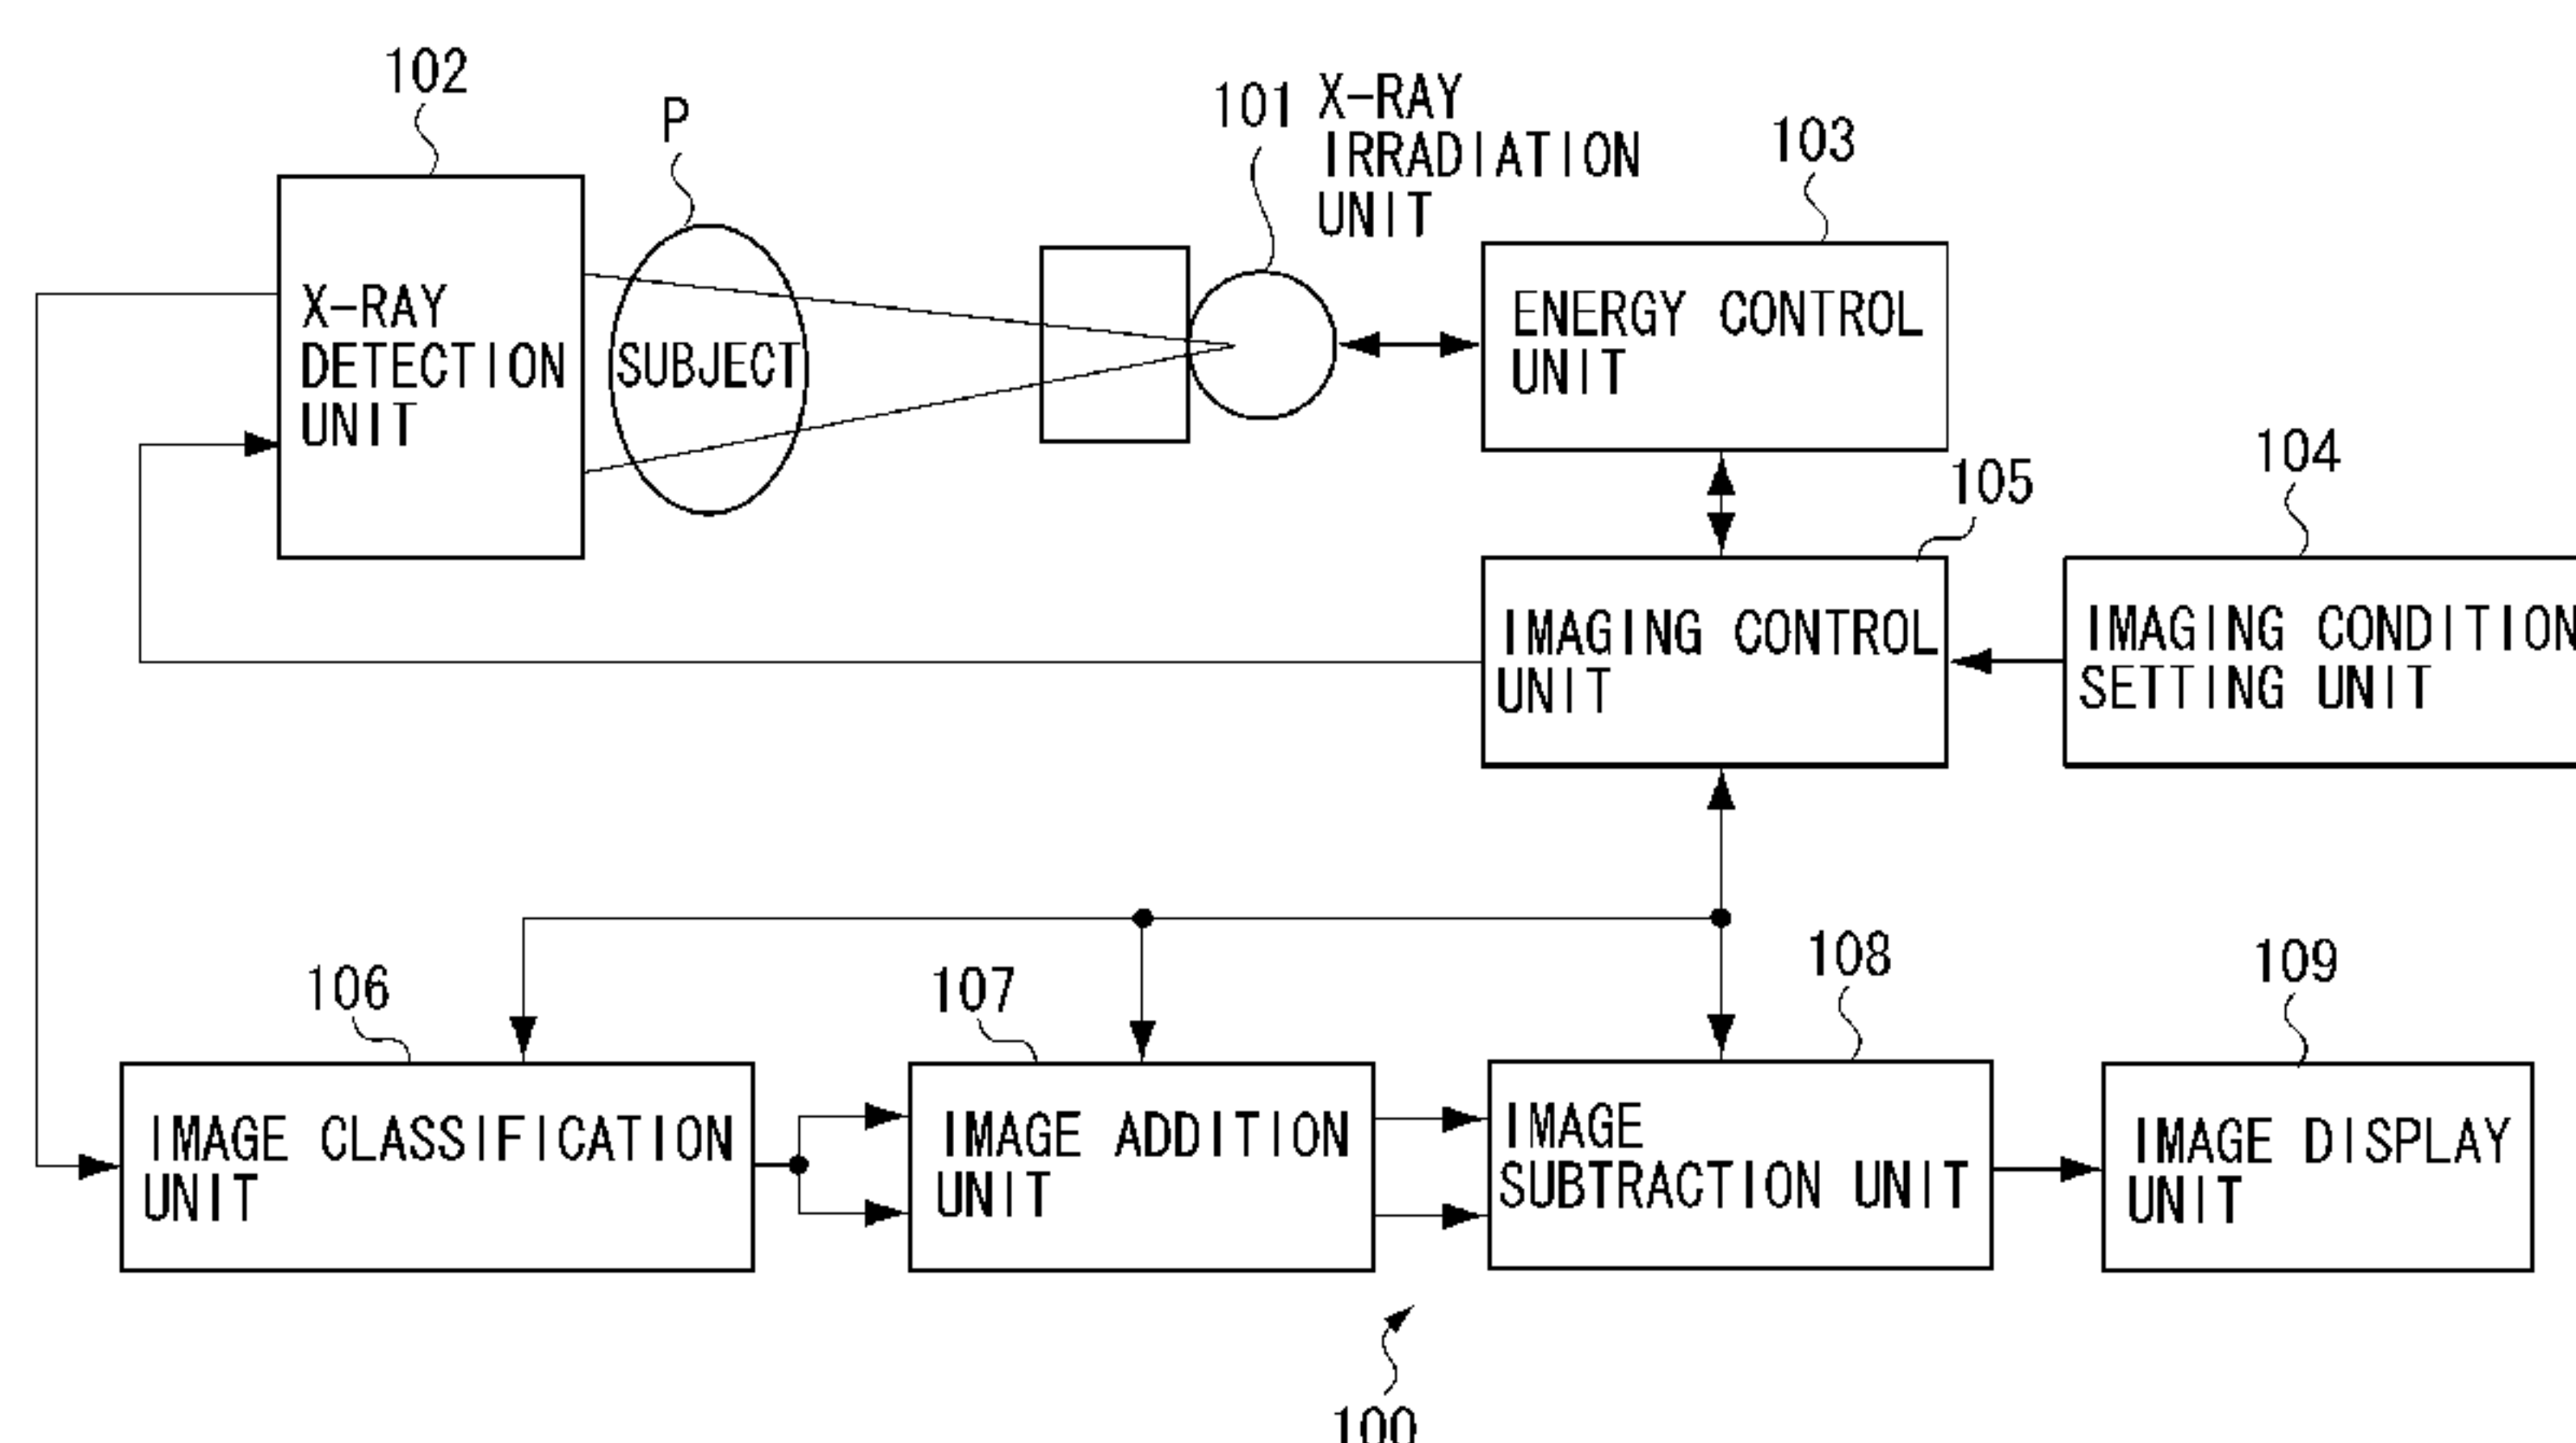 102
P
101
X-RAY
IRRADIATION
UNIT
103
X-RAY
DETECTION
UNIT
SUBJECT
ENERGY CONTROL
UNIT
105
104
IMAGING CONTROL
UNIT
IMAGING CONDITION
SETTING UNIT
106
107
108
109
IMAGE CLASSIFICATION
UNIT
IMAGE ADDITION
UNIT
IMAGE
SUBTRACTION UNIT
IMAGE DISPLAY
UNIT
100